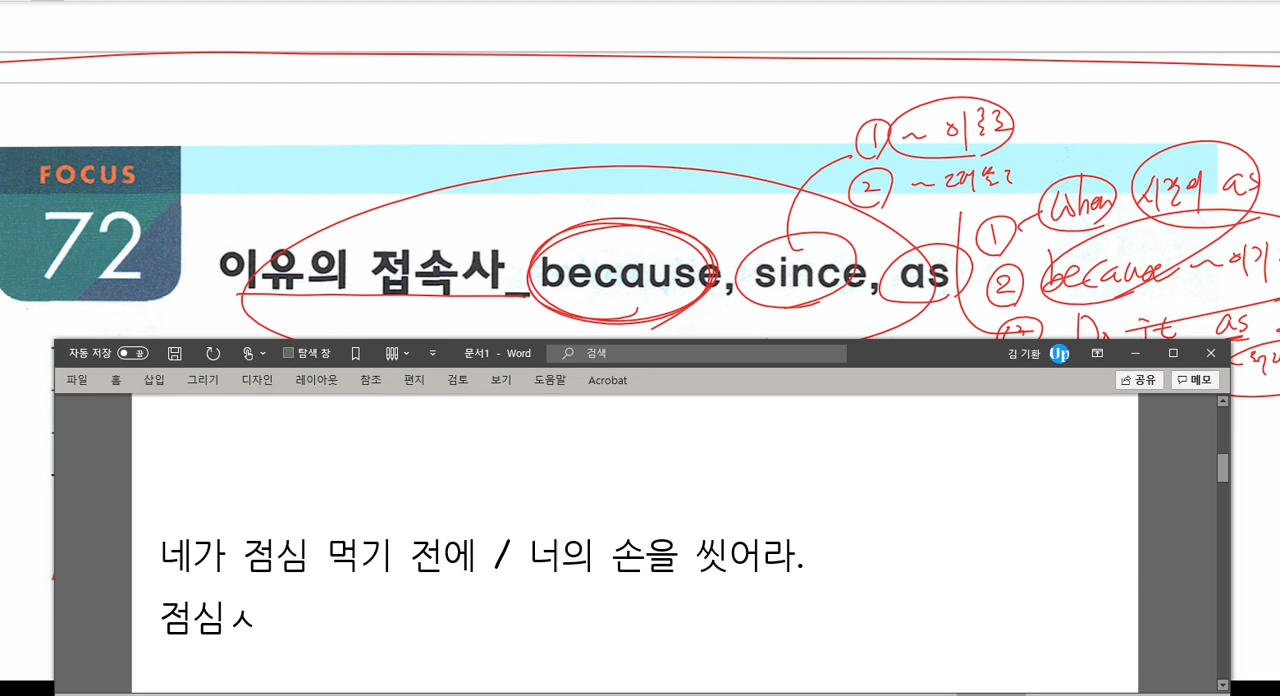 ① ~ 이후로
② ~ 때문에
시간의 as
① when
② because ~ 이기
Do it as
FOCUS
72
이유의 접속사_because, since, as
자동 저장 끔 탐색 창 문서1 - Word 검색 김 기환 Up
파일 홈 삽입 그리기 디자인 레이아웃 참조 편지 검토 보기 도움말 Acrobat 공유 메모
네가 점심 먹기 전에 / 너의 손을 씻어라.
점심ㅅ